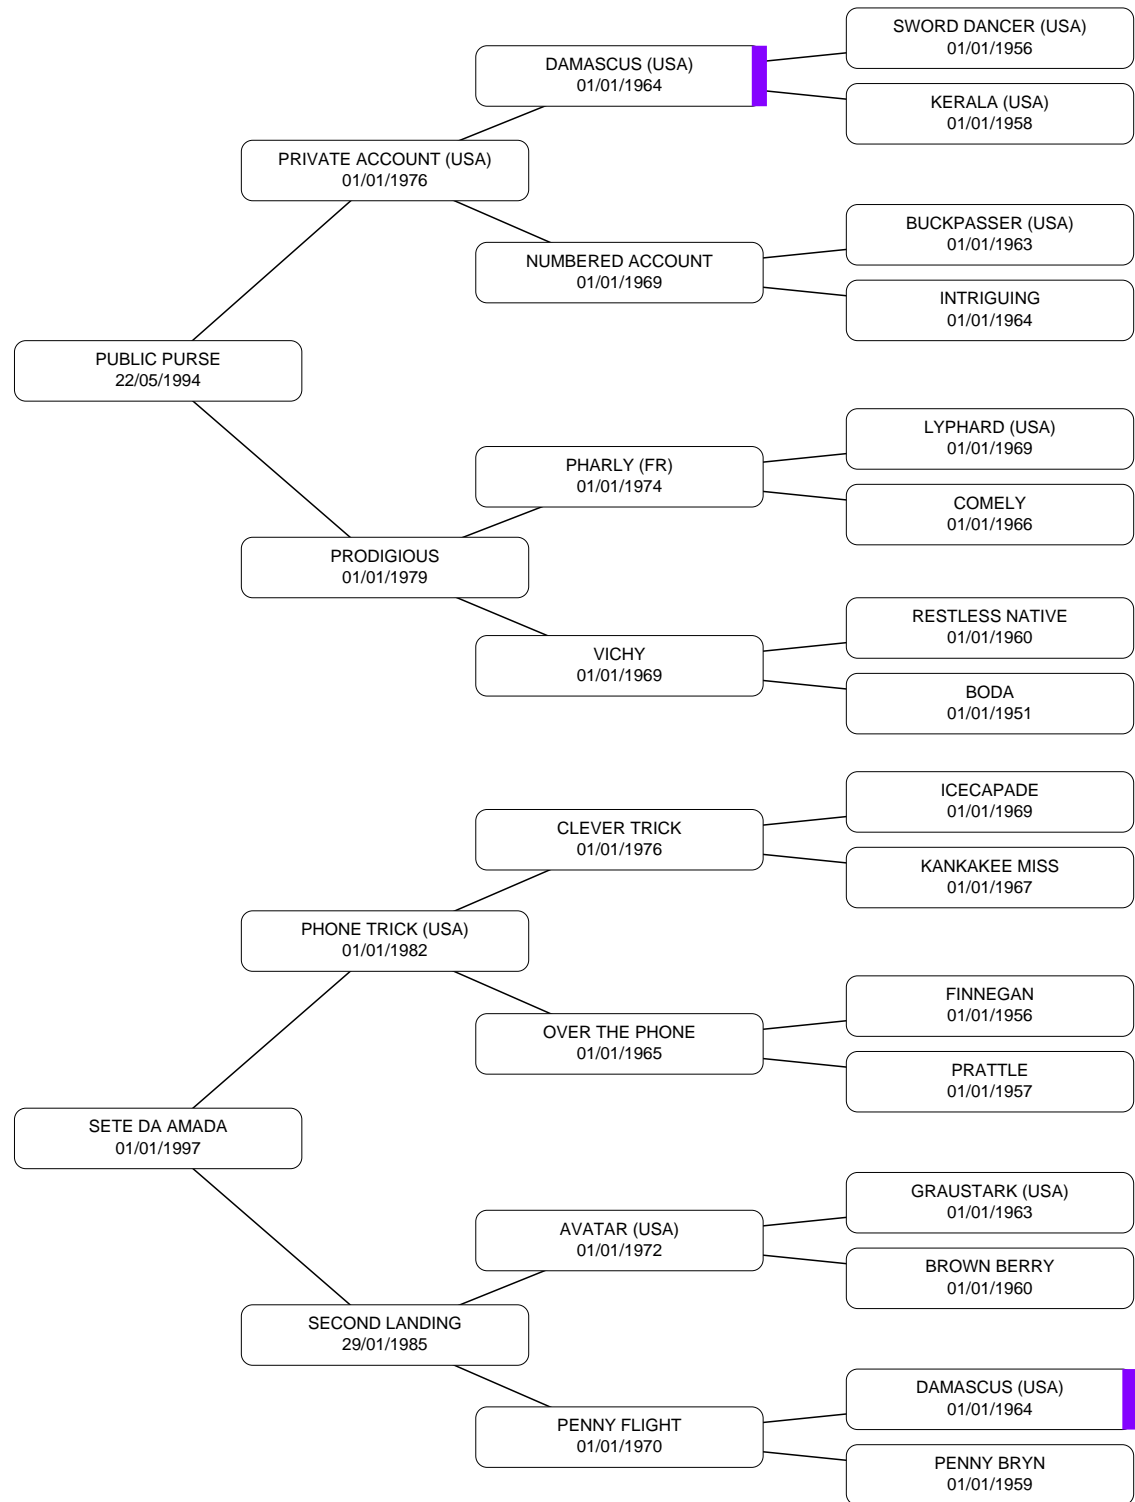 SWORD DANCER (USA)
01/01/1956
DAMASCUS (USA)
01/01/1964
KERALA (USA)
01/01/1958
PRIVATE ACCOUNT (USA)
01/01/1976
BUCKPASSER (USA)
01/01/1963
NUMBERED ACCOUNT
01/01/1969
INTRIGUING
01/01/1964
PUBLIC PURSE
22/05/1994
LYPHARD (USA)
01/01/1969
PHARLY (FR)
01/01/1974
COMELY
01/01/1966
PRODIGIOUS
01/01/1979
RESTLESS NATIVE
01/01/1960
VICHY
01/01/1969
BODA
01/01/1951
ICECAPADE
01/01/1969
CLEVER TRICK
01/01/1976
KANKAKEE MISS
01/01/1967
PHONE TRICK (USA)
01/01/1982
FINNEGAN
01/01/1956
OVER THE PHONE
01/01/1965
PRATTLE
01/01/1957
SETE DA AMADA
01/01/1997
GRAUSTARK (USA)
01/01/1963
AVATAR (USA)
01/01/1972
BROWN BERRY
01/01/1960
SECOND LANDING
29/01/1985
DAMASCUS (USA)
01/01/1964
PENNY FLIGHT
01/01/1970
PENNY BRYN
01/01/1959